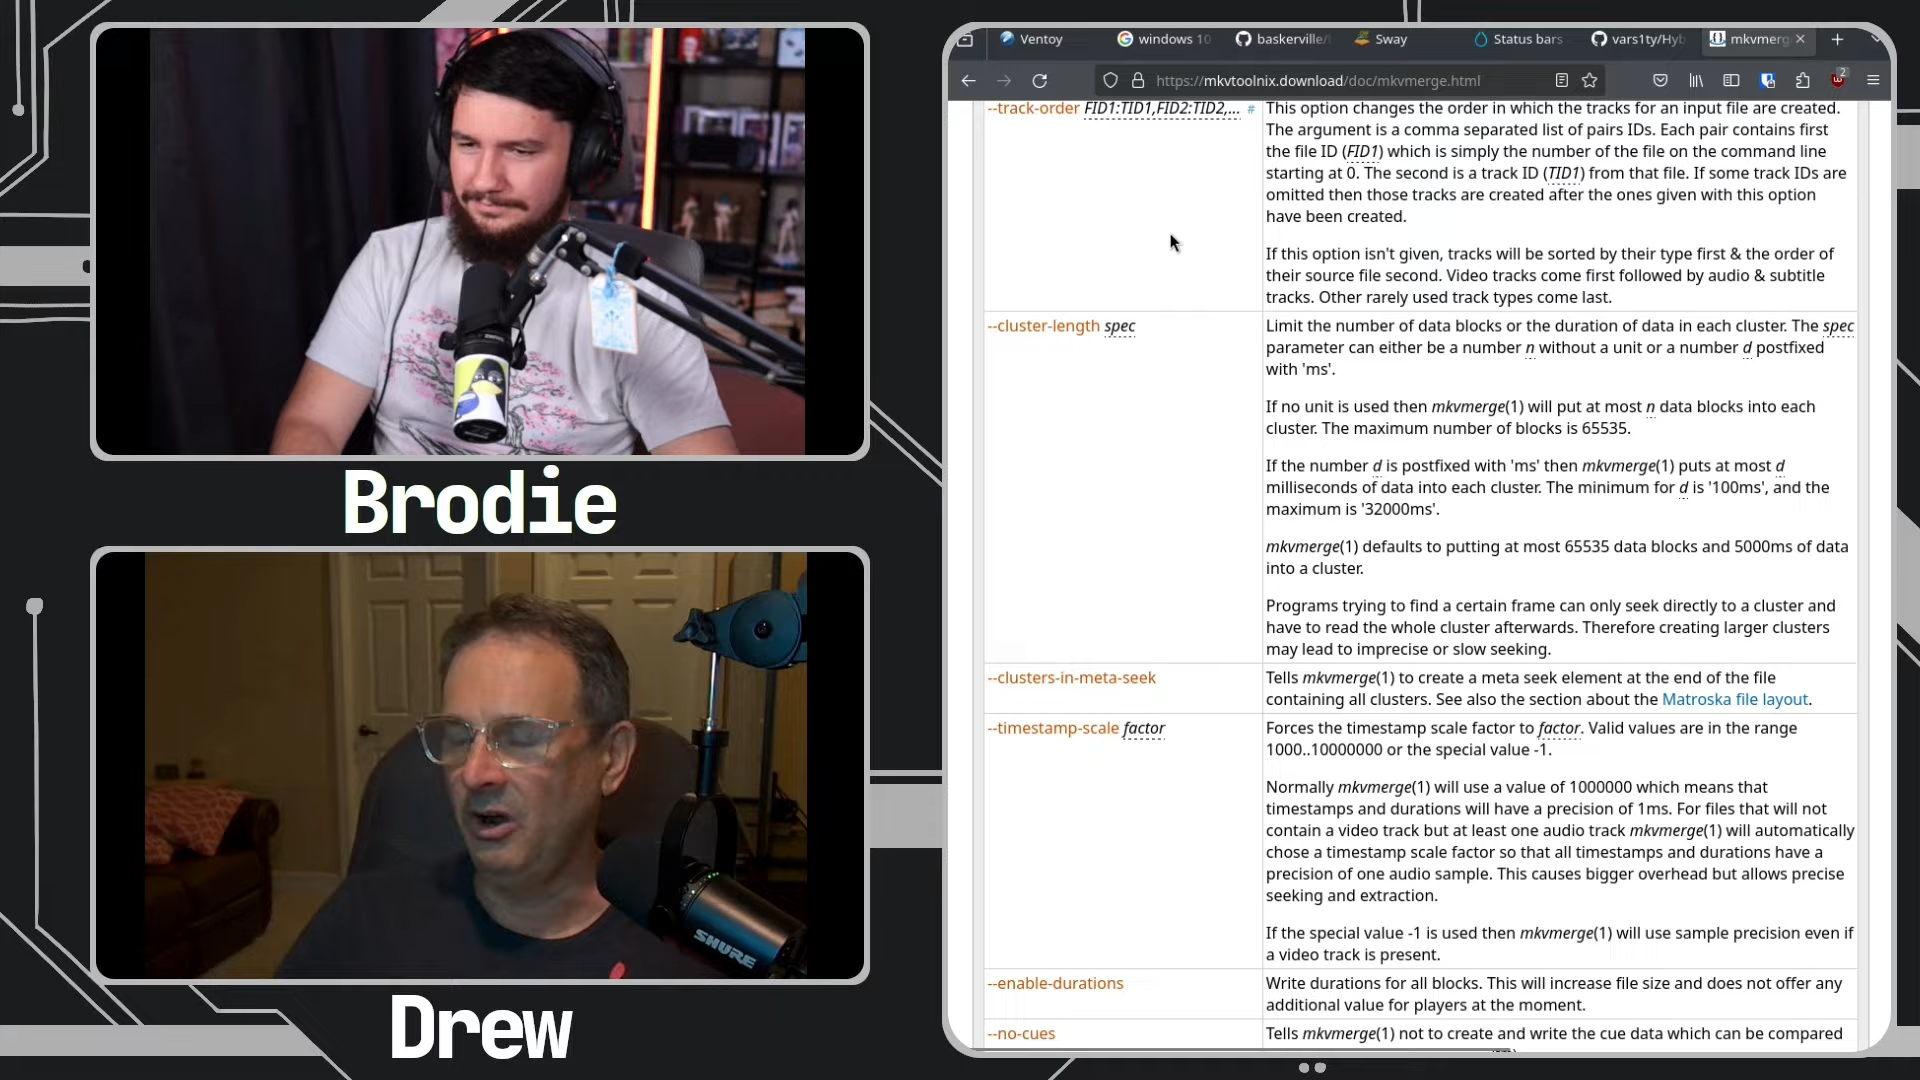 Brodie
Drew
SHURE
Ventoy
windows 10
baskerville/
Sway
Status bars
vars1ty/Hyb
mkvmerg
https://mkvtoolnix.download/doc/mkvmerge.html
2
--track-order FID1:TID1,FID2:TID2,... #
This option changes the order in which the tracks for an input file are created.
The argument is a comma separated list of pairs IDs. Each pair contains first
the file ID (FID1) which is simply the number of the file on the command line
starting at 0. The second is a track ID (TID1) from that file. If some track IDs are
omitted then those tracks are created after the ones given with this option
have been created.
If this option isn't given, tracks will be sorted by their type first & the order of
their source file second. Video tracks come first followed by audio & subtitle
tracks. Other rarely used track types come last.
--cluster-length spec
Limit the number of data blocks or the duration of data in each cluster. The spec
parameter can either be a number n without a unit or a number d postfixed
with 'ms'.
If no unit is used then mkvmerge(1) will put at most n data blocks into each
cluster. The maximum number of blocks is 65535.
If the number d is postfixed with 'ms' then mkvmerge(1) puts at most d
milliseconds of data into each cluster. The minimum for d is '100ms', and the
maximum is '32000ms'.
mkvmerge(1) defaults to putting at most 65535 data blocks and 5000ms of data
into a cluster.
Programs trying to find a certain frame can only seek directly to a cluster and
have to read the whole cluster afterwards. Therefore creating larger clusters
may lead to imprecise or slow seeking.
--clusters-in-meta-seek
Tells mkvmerge(1) to create a meta seek element at the end of the file
containing all clusters. See also the section about the Matroska file layout.
--timestamp-scale factor
Forces the timestamp scale factor to factor. Valid values are in the range
1000..10000000 or the special value -1.
Normally mkvmerge(1) will use a value of 1000000 which means that
timestamps and durations will have a precision of 1ms. For files that will not
contain a video track but at least one audio track mkvmerge(1) will automatically
chose a timestamp scale factor so that all timestamps and durations have a
precision of one audio sample. This causes bigger overhead but allows precise
seeking and extraction.
If the special value -1 is used then mkvmerge(1) will use sample precision even if
a video track is present.
--enable-durations
Write durations for all blocks. This will increase file size and does not offer any
additional value for players at the moment.
--no-cues
Tells mkvmerge(1) not to create and write the cue data which can be compared